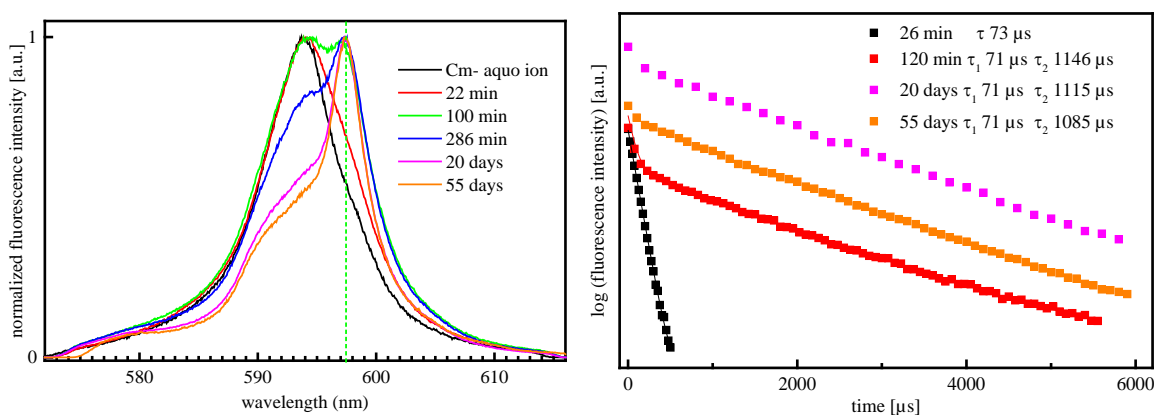 normalized fluorescence intensity [a.u.]
1
0
Cm- aquo ion
22 min
100 min
286 min
20 days
55 days
580 590 600 610
wavelength (nm)
log (fluorescence intensity) [a.u.]
26 min τ 73 µs
120 min τ₁ 71 µs τ₂ 1146 µs
20 days τ₁ 71 µs τ₂ 1115 µs
55 days τ₁ 71 µs τ₂ 1085 µs
0 2000 4000 6000
time [µs]